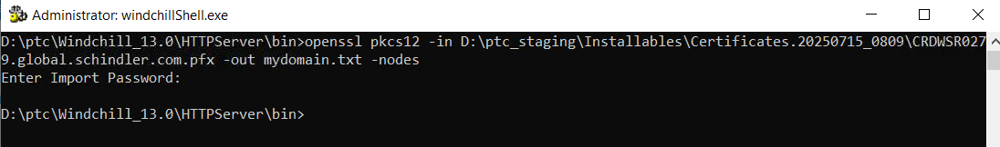 Administrator: windchillShell.exe
D:\ptc\Windchill_13.0\HTTPServer\bin>openssl pkcs12 -in D:\ptc_staging\Installables\Certificates.20250715_0809\CRDWSR027
9.global.schindler.com.pfx -out mydomain.txt -nodes
Enter Import Password:
D:\ptc\Windchill_13.0\HTTPServer\bin>